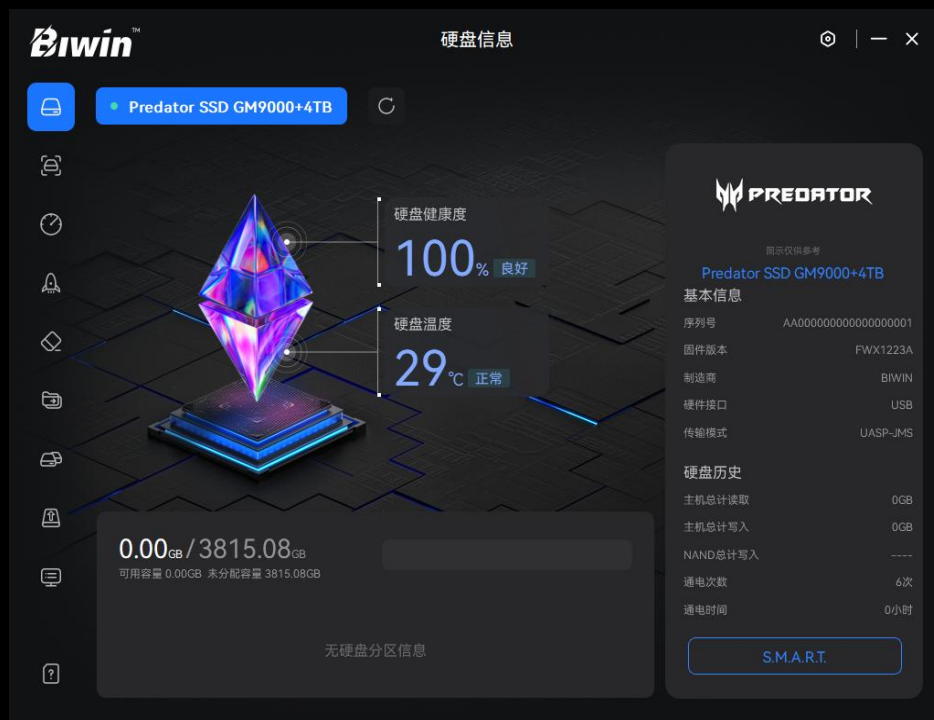 Biwin™
硬盘信息
Predator SSD GM9000+4TB
硬盘健康度
100% 良好
硬盘温度
29℃ 正常
PREDATOR
图示仅供参考
Predator SSD GM9000+4TB
基本信息
序列号 AA000000000000000001
固件版本 FWX1223A
制造商 BIWIN
硬件接口 USB
传输模式 UASP-JMS
硬盘历史
主机总计读取 0GB
主机总计写入 0GB
NAND总计写入 ----
通电次数 6次
通电时间 0小时
S.M.A.R.T.
0.00GB/3815.08GB
可用容量 0.00GB 未分配容量 3815.08GB
无硬盘分区信息